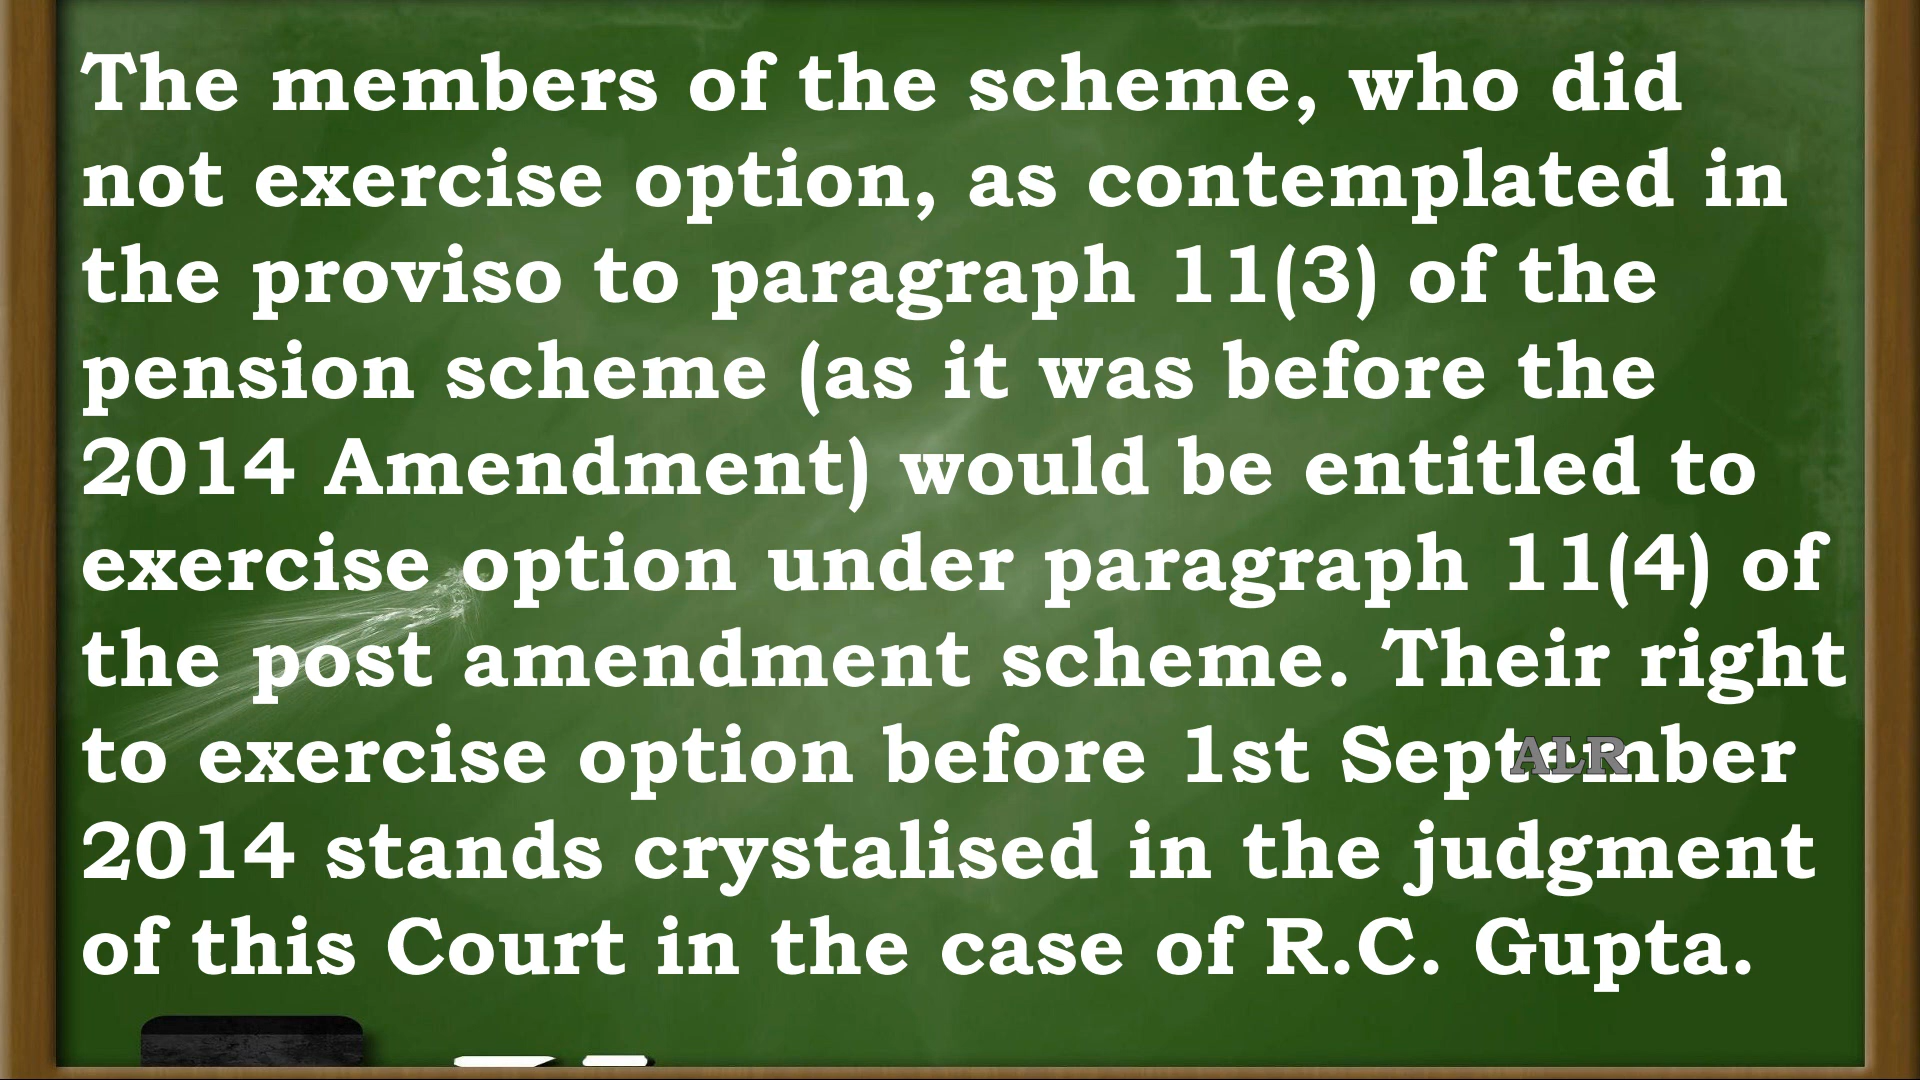 The members of the scheme, who did
not exercise option, as contemplated in
the proviso to paragraph 11(3) of the
pension scheme (as it was before the
2014 Amendment) would be entitled to
exercise option under paragraph 11(4) of
the post amendment scheme. Their right
to exercise option before 1st September
2014 stands crystalised in the judgment
of this Court in the case of R.C. Gupta.
ALR